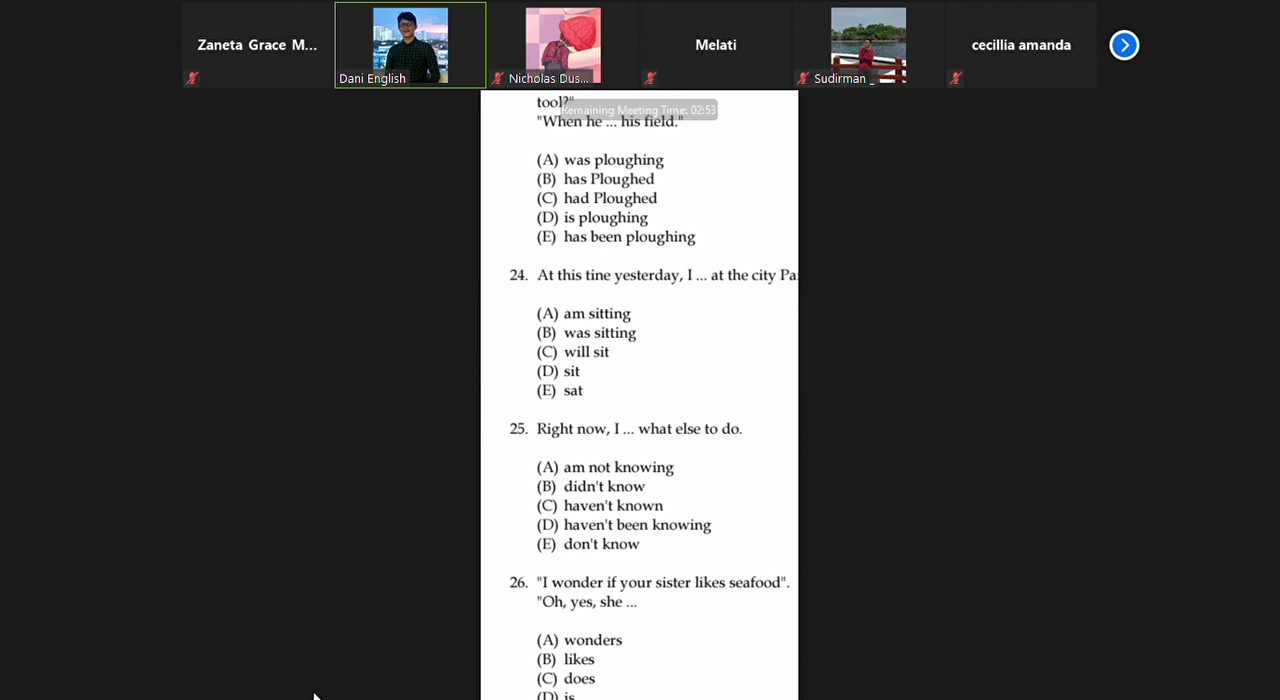 Zaneta Grace M...
Dani English
Nicholas Dus...
Melati
Sudirman _
cecillia amanda
tool?"
Remaining Meeting Time: 02:53
"When he ... his field."
(A) was ploughing
(B) has Ploughed
(C) had Ploughed
(D) is ploughing
(E) has been ploughing
24. At this tine yesterday, I ... at the city Pa
(A) am sitting
(B) was sitting
(C) will sit
(D) sit
(E) sat
25. Right now, I ... what else to do.
(A) am not knowing
(B) didn't know
(C) haven't known
(D) haven't been knowing
(E) don't know
26. "I wonder if your sister likes seafood".
"Oh, yes, she ...
(A) wonders
(B) likes
(C) does
(D) is